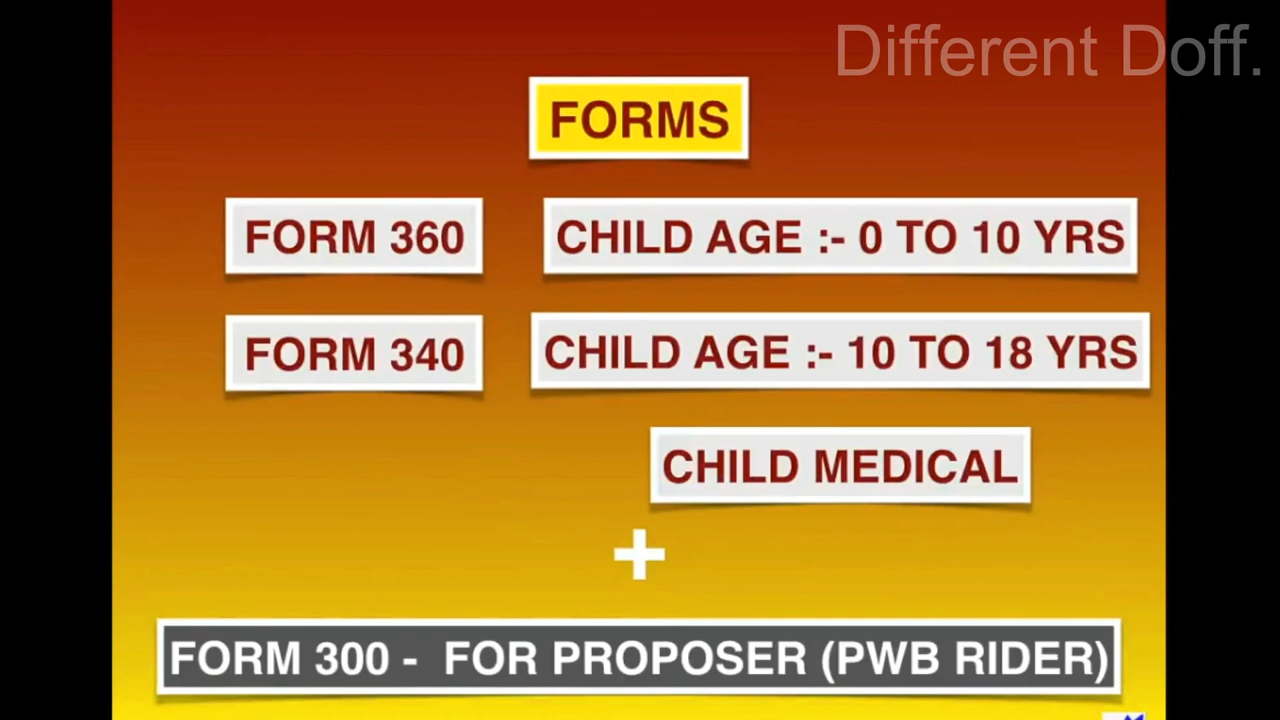 Different Doff.
FORMS
FORM 360 CHILD AGE :- 0 TO 10 YRS
FORM 340 CHILD AGE :- 10 TO 18 YRS
CHILD MEDICAL
+
FORM 300 - FOR PROPOSER (PWB RIDER)